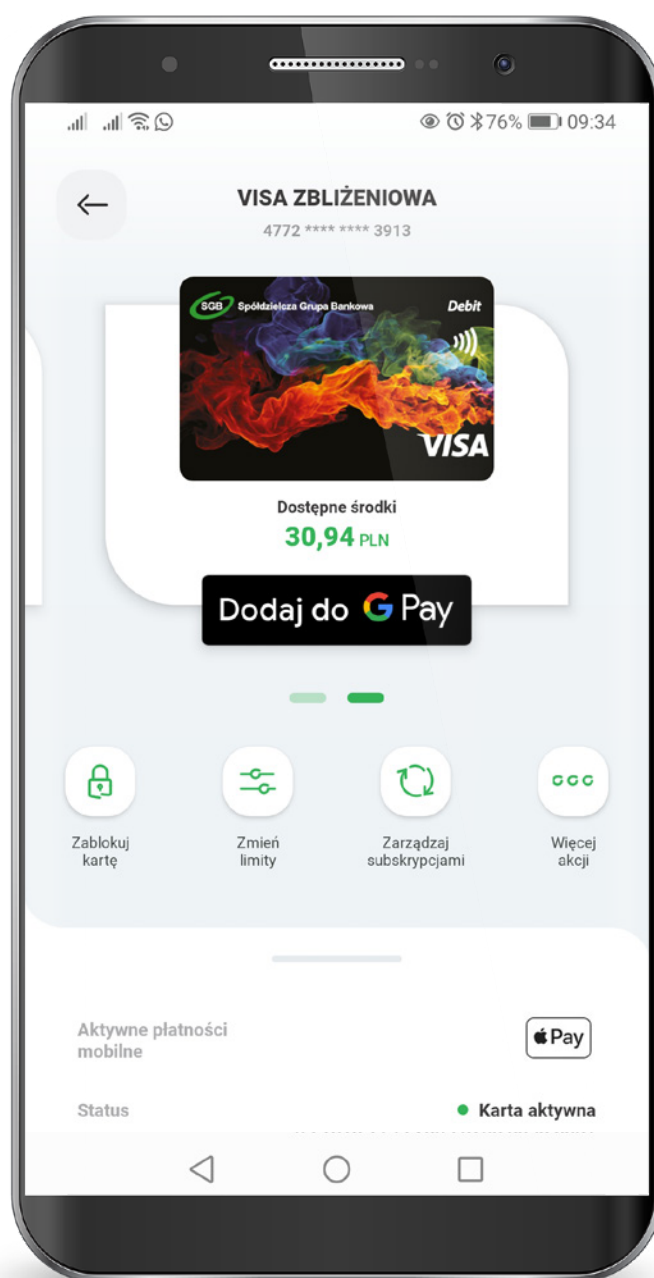 76% 09:34
VISA ZBLIŻENIOWA
4772 **** **** 3913
SGB Spółdzielcza Grupa Bankowa Debit
VISA
Dostępne środki
30,94 PLN
Dodaj do G Pay
Zablokuj
kartę
Zmień
limity
Zarządzaj
subskrypcjami
Więcej
akcji
Aktywne płatności
mobilne
Pay
Status
Karta aktywna